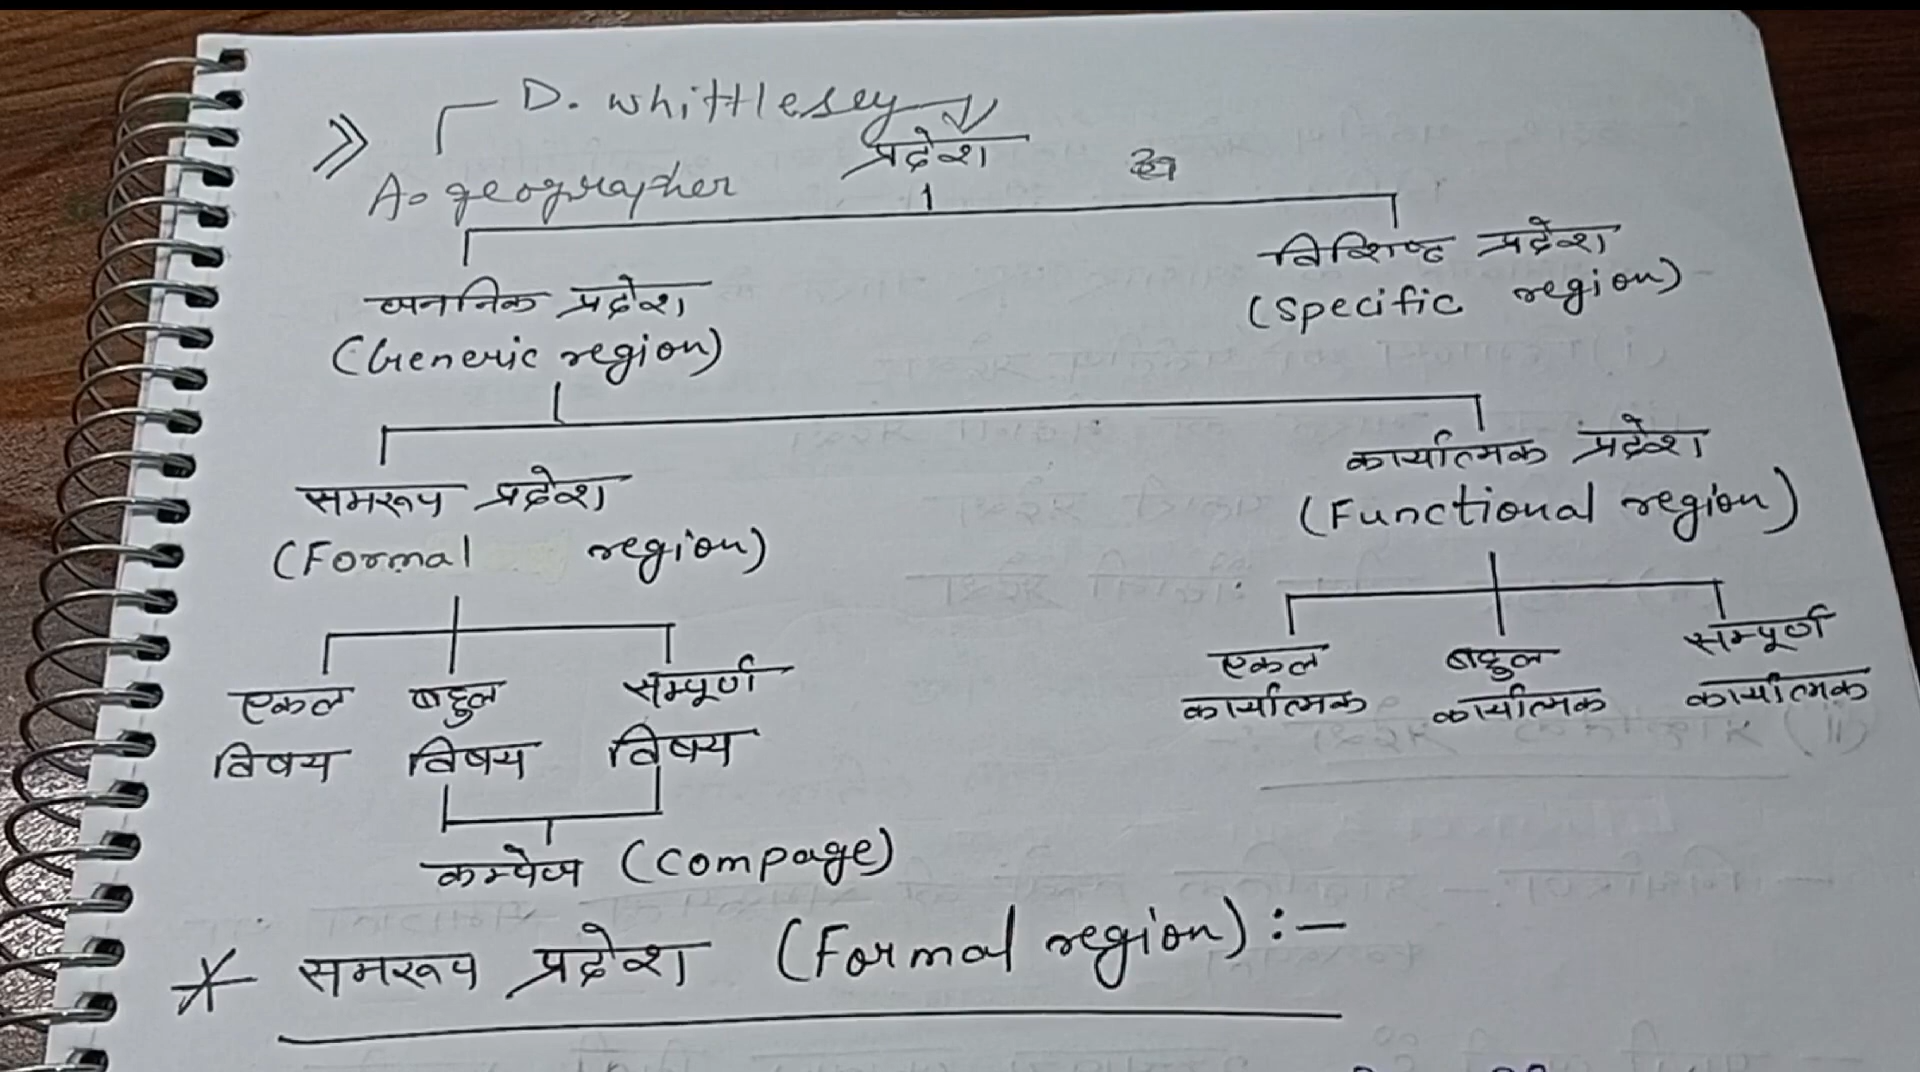 » D. Whittlesey
प्रदेश
A. geographer
विशिष्ट प्रदेश
(Specific region)
जननिक प्रदेश
(Generic region)
कार्यात्मक प्रदेश
(Functional region)
समरूप प्रदेश
(Formal region)
एकल बहुल सम्पूर्ण
कार्यात्मक कार्यात्मक कार्यात्मक
एकल बहुल सम्पूर्ण
विषय विषय विषय
कम्पेज (Compage)
* समरूप प्रदेश (Formal region):-